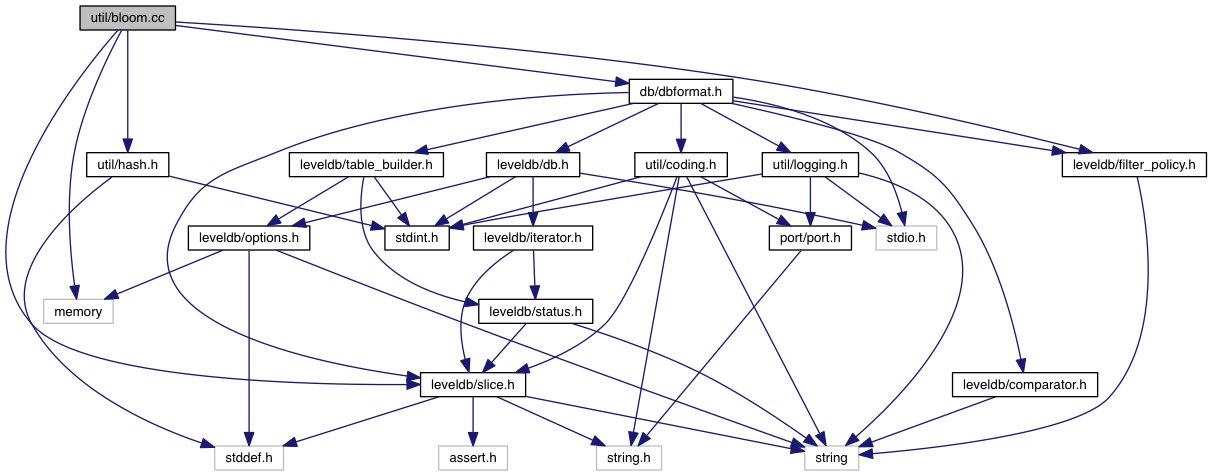 util/bloom.cc
db/dbformat.h
util/hash.h
leveldb/table_builder.h
leveldb/db.h
util/coding.h
util/logging.h
leveldb/filter_policy.h
leveldb/options.h
stdint.h
leveldb/iterator.h
port/port.h
stdio.h
memory
leveldb/status.h
leveldb/slice.h
leveldb/comparator.h
stddef.h
assert.h
string.h
string